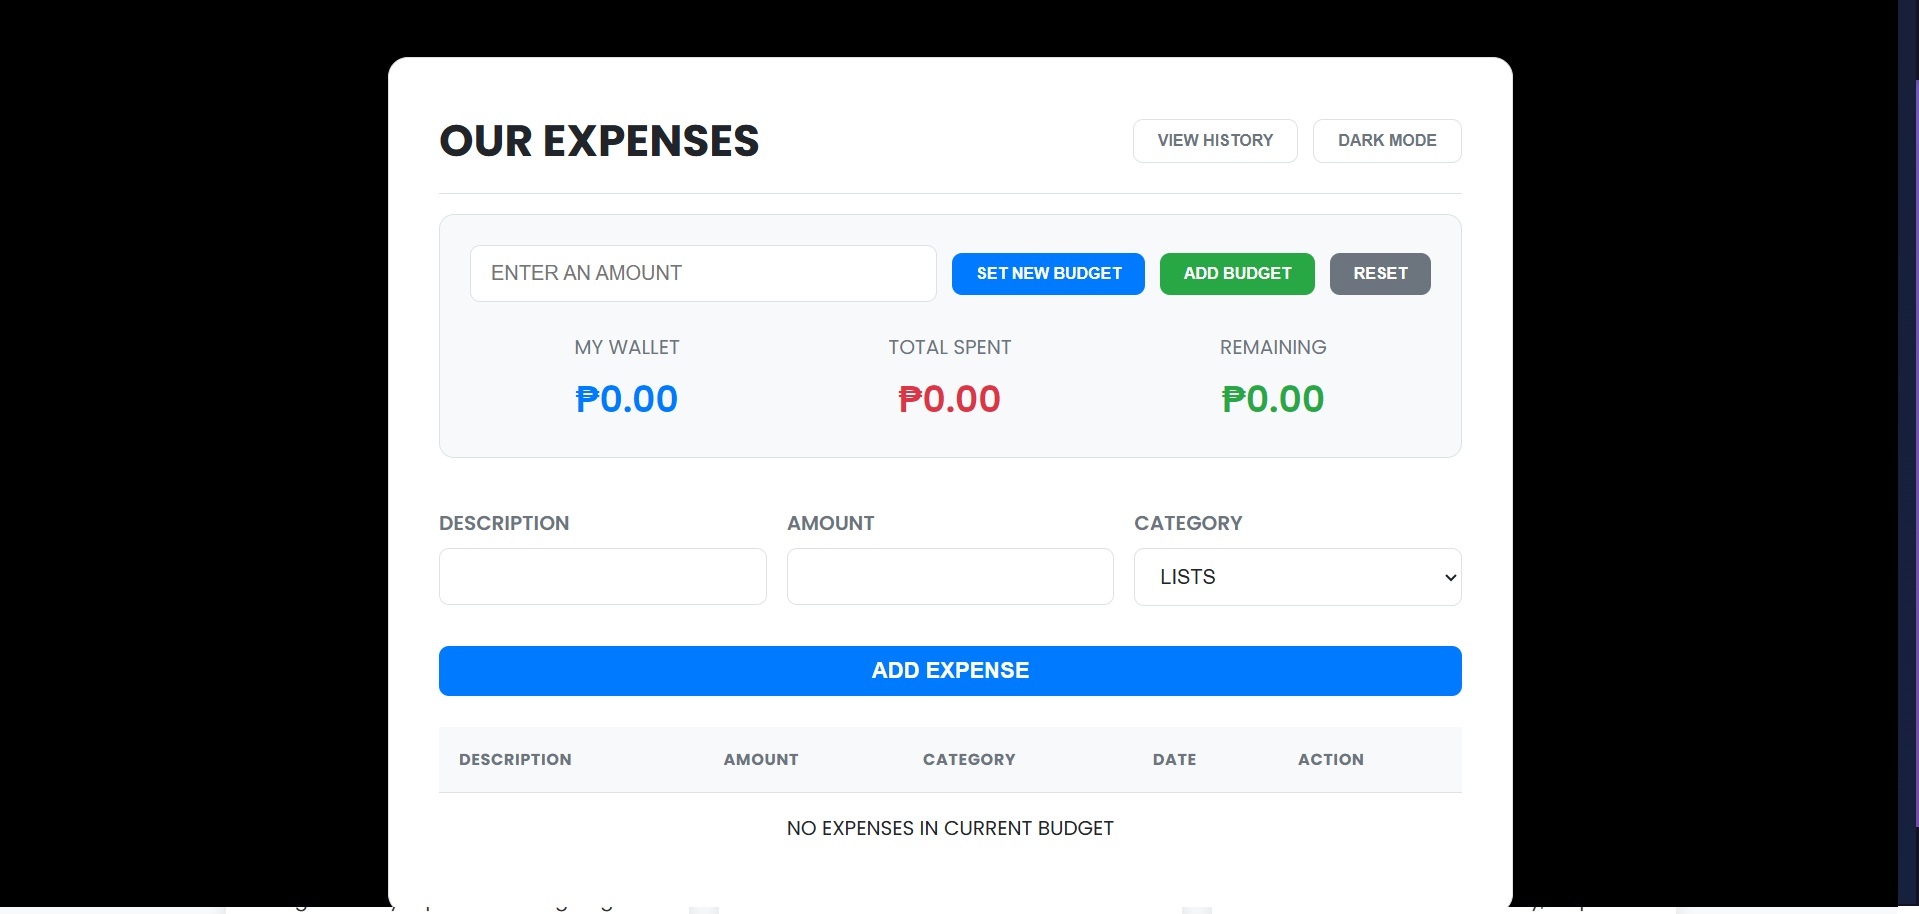 OUR EXPENSES
VIEW HISTORY
DARK MODE
ENTER AN AMOUNT
SET NEW BUDGET
ADD BUDGET
RESET
MY WALLET
TOTAL SPENT
REMAINING
₱0.00
₱0.00
₱0.00
DESCRIPTION
AMOUNT
CATEGORY
LISTS
ADD EXPENSE
DESCRIPTION
AMOUNT
CATEGORY
DATE
ACTION
NO EXPENSES IN CURRENT BUDGET